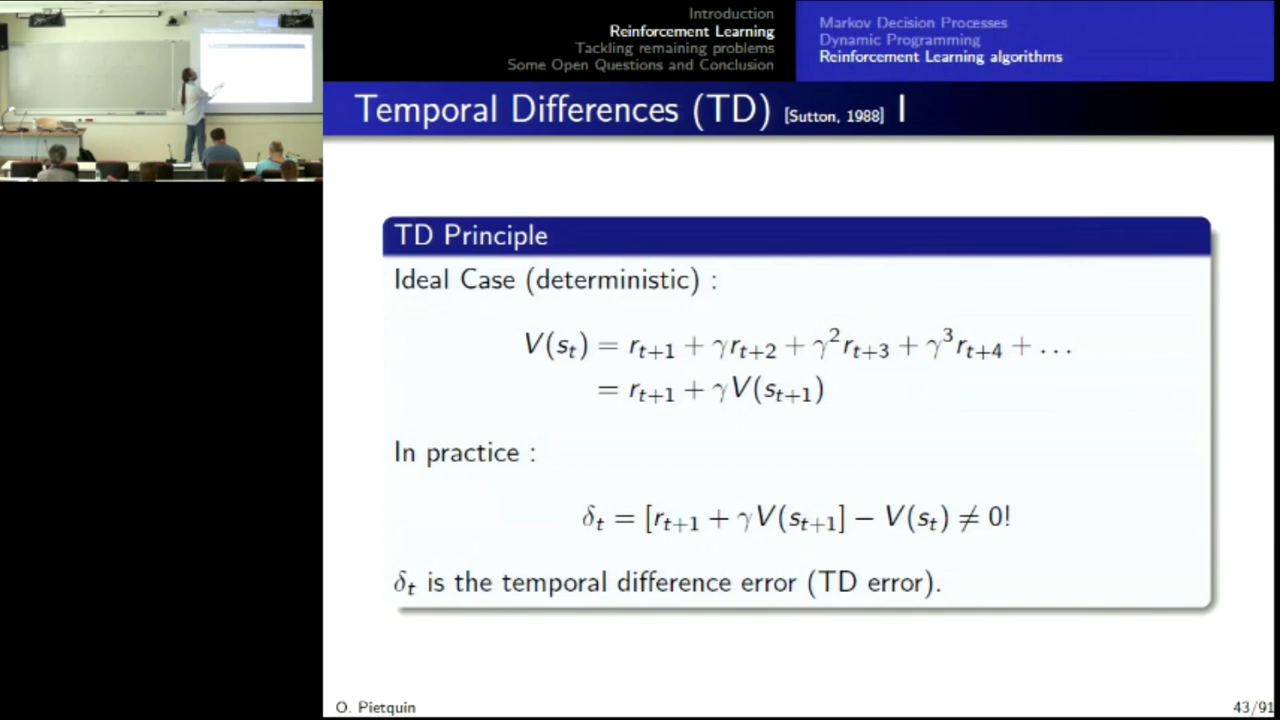 Introduction
Reinforcement Learning
Tackling remaining problems
Some Open Questions and Conclusion
Markov Decision Processes
Dynamic Programming
Reinforcement Learning algorithms
Temporal Differences (TD) [Sutton, 1988] I
TD Principle
Ideal Case (deterministic) :
V(s_t) = r_{t+1} + γr_{t+2} + γ²r_{t+3} + γ³r_{t+4} + ...
= r_{t+1} + γV(s_{t+1})
In practice :
δ_t = [r_{t+1} + γV(s_{t+1}] − V(s_t) ≠ 0!
δ_t is the temporal difference error (TD error).
O. Pietquin
43/91